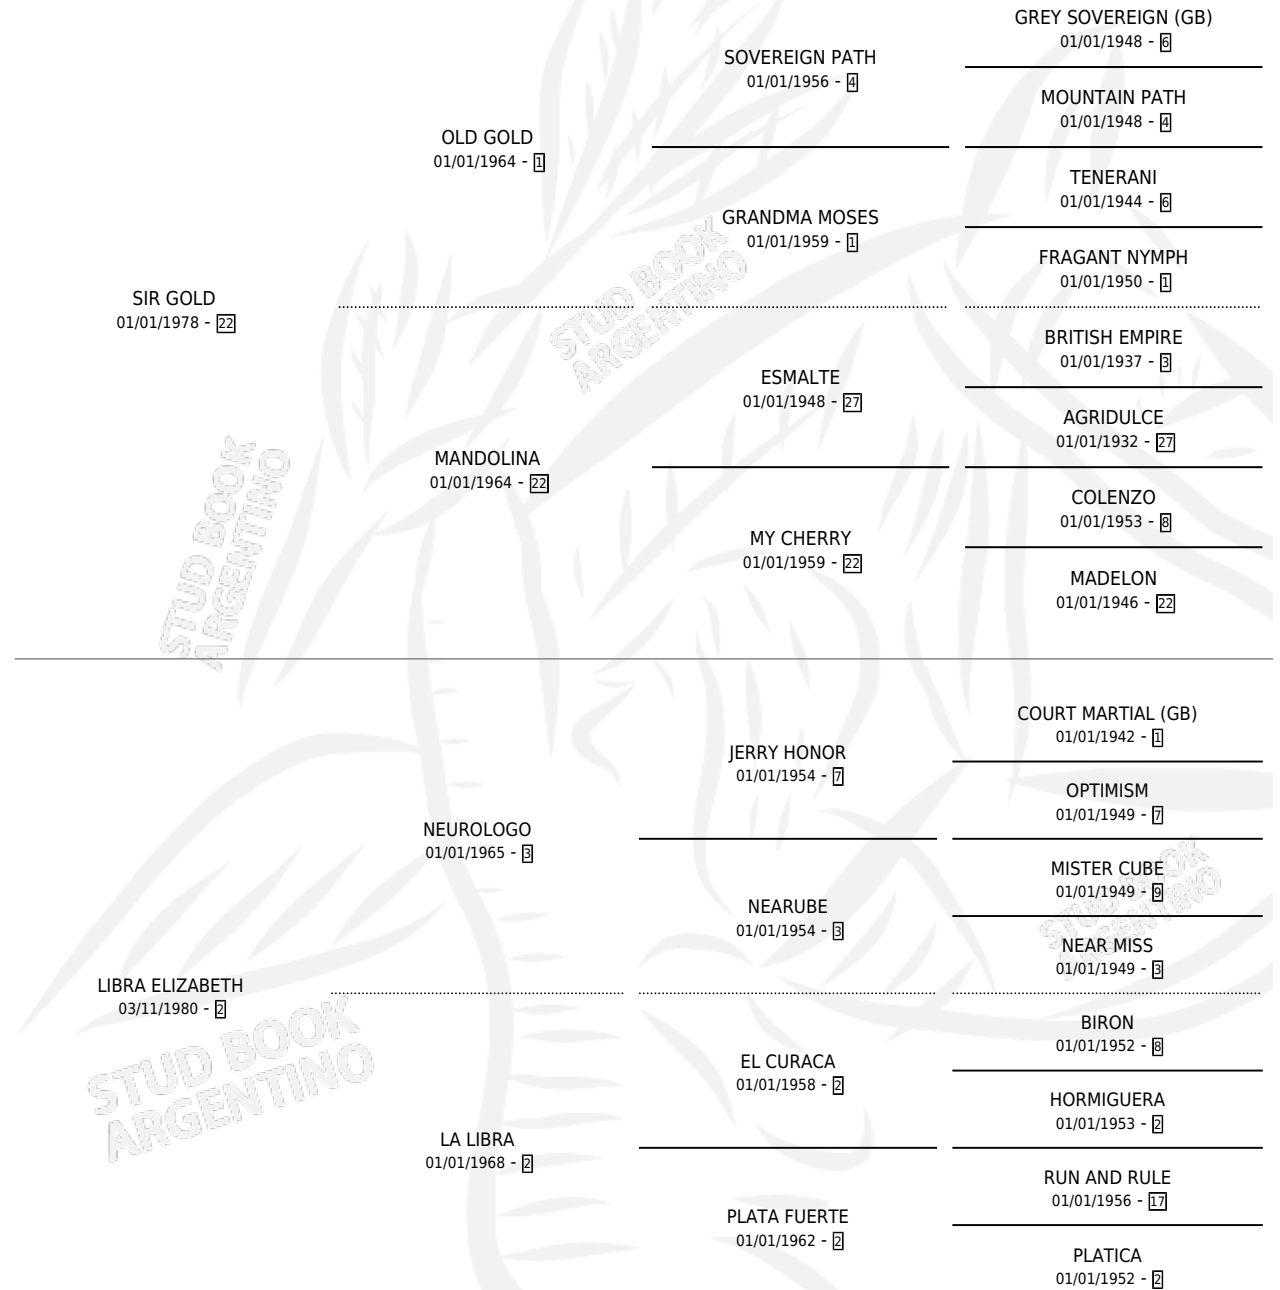 GREY SOVEREIGN (GB)
01/01/1948 - 6
SOVEREIGN PATH
01/01/1956 - 4
MOUNTAIN PATH
01/01/1948 - 4
OLD GOLD
01/01/1964 - 1
TENERANI
01/01/1944 - 6
GRANDMA MOSES
01/01/1959 - 1
FRAGANT NYMPH
01/01/1950 - 1
SIR GOLD
01/01/1978 - 22
BRITISH EMPIRE
01/01/1937 - 3
ESMALTE
01/01/1948 - 27
AGRIDULCE
01/01/1932 - 27
MANDOLINA
01/01/1964 - 22
COLENZO
01/01/1953 - 8
MY CHERRY
01/01/1959 - 22
MADELON
01/01/1946 - 22
COURT MARTIAL (GB)
01/01/1942 - 1
JERRY HONOR
01/01/1954 - 7
OPTIMISM
01/01/1949 - 7
NEUROLOGO
01/01/1965 - 3
MISTER CUBE
01/01/1949 - 9
NEARUBE
01/01/1954 - 3
NEAR MISS
01/01/1949 - 3
LIBRA ELIZABETH
03/11/1980 - 2
BIRON
01/01/1952 - 8
EL CURACA
01/01/1958 - 2
HORMIGUERA
01/01/1953 - 2
LA LIBRA
01/01/1968 - 2
RUN AND RULE
01/01/1956 - 17
PLATA FUERTE
01/01/1962 - 2
PLATICA
01/01/1952 - 2
STUD BOOK
ARGENTINO
STUD BOOK
ARGENTINO
STUD BOOK
ARGENTINO
STUD BOOK
ARGENTINO